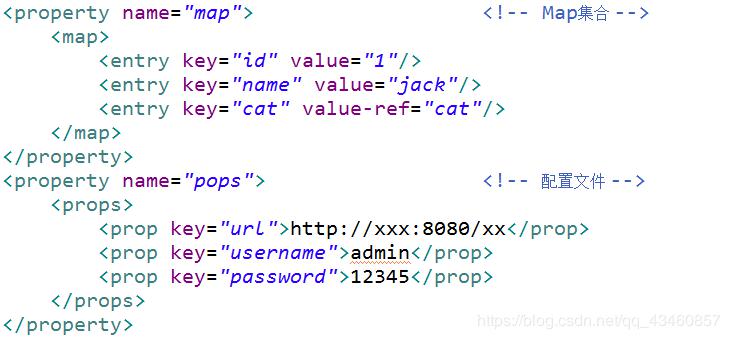 <property name="map"> <!-- Map集合 -->
<map>
<entry key="id" value="1"/>
<entry key="name" value="jack"/>
<entry key="cat" value-ref="cat"/>
</map>
</property>
<property name="pops"> <!-- 配置文件 -->
<props>
<prop key="url">http://xxx:8080/xx</prop>
<prop key="username">admin</prop>
<prop key="password">12345</prop>
</props>
</property>
https://blog.csdn.net/qq_43460857